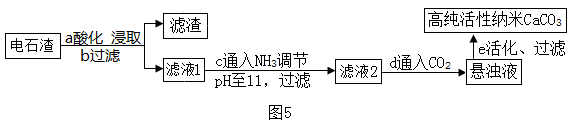 高纯活性纳米CaCO₃
滤渣
电石渣
a酸化 浸取
b过滤
滤液1
c通入NH₃调节
pH至11，过滤
滤液2
d通入CO₂
悬浊液
e活化、过滤
图5